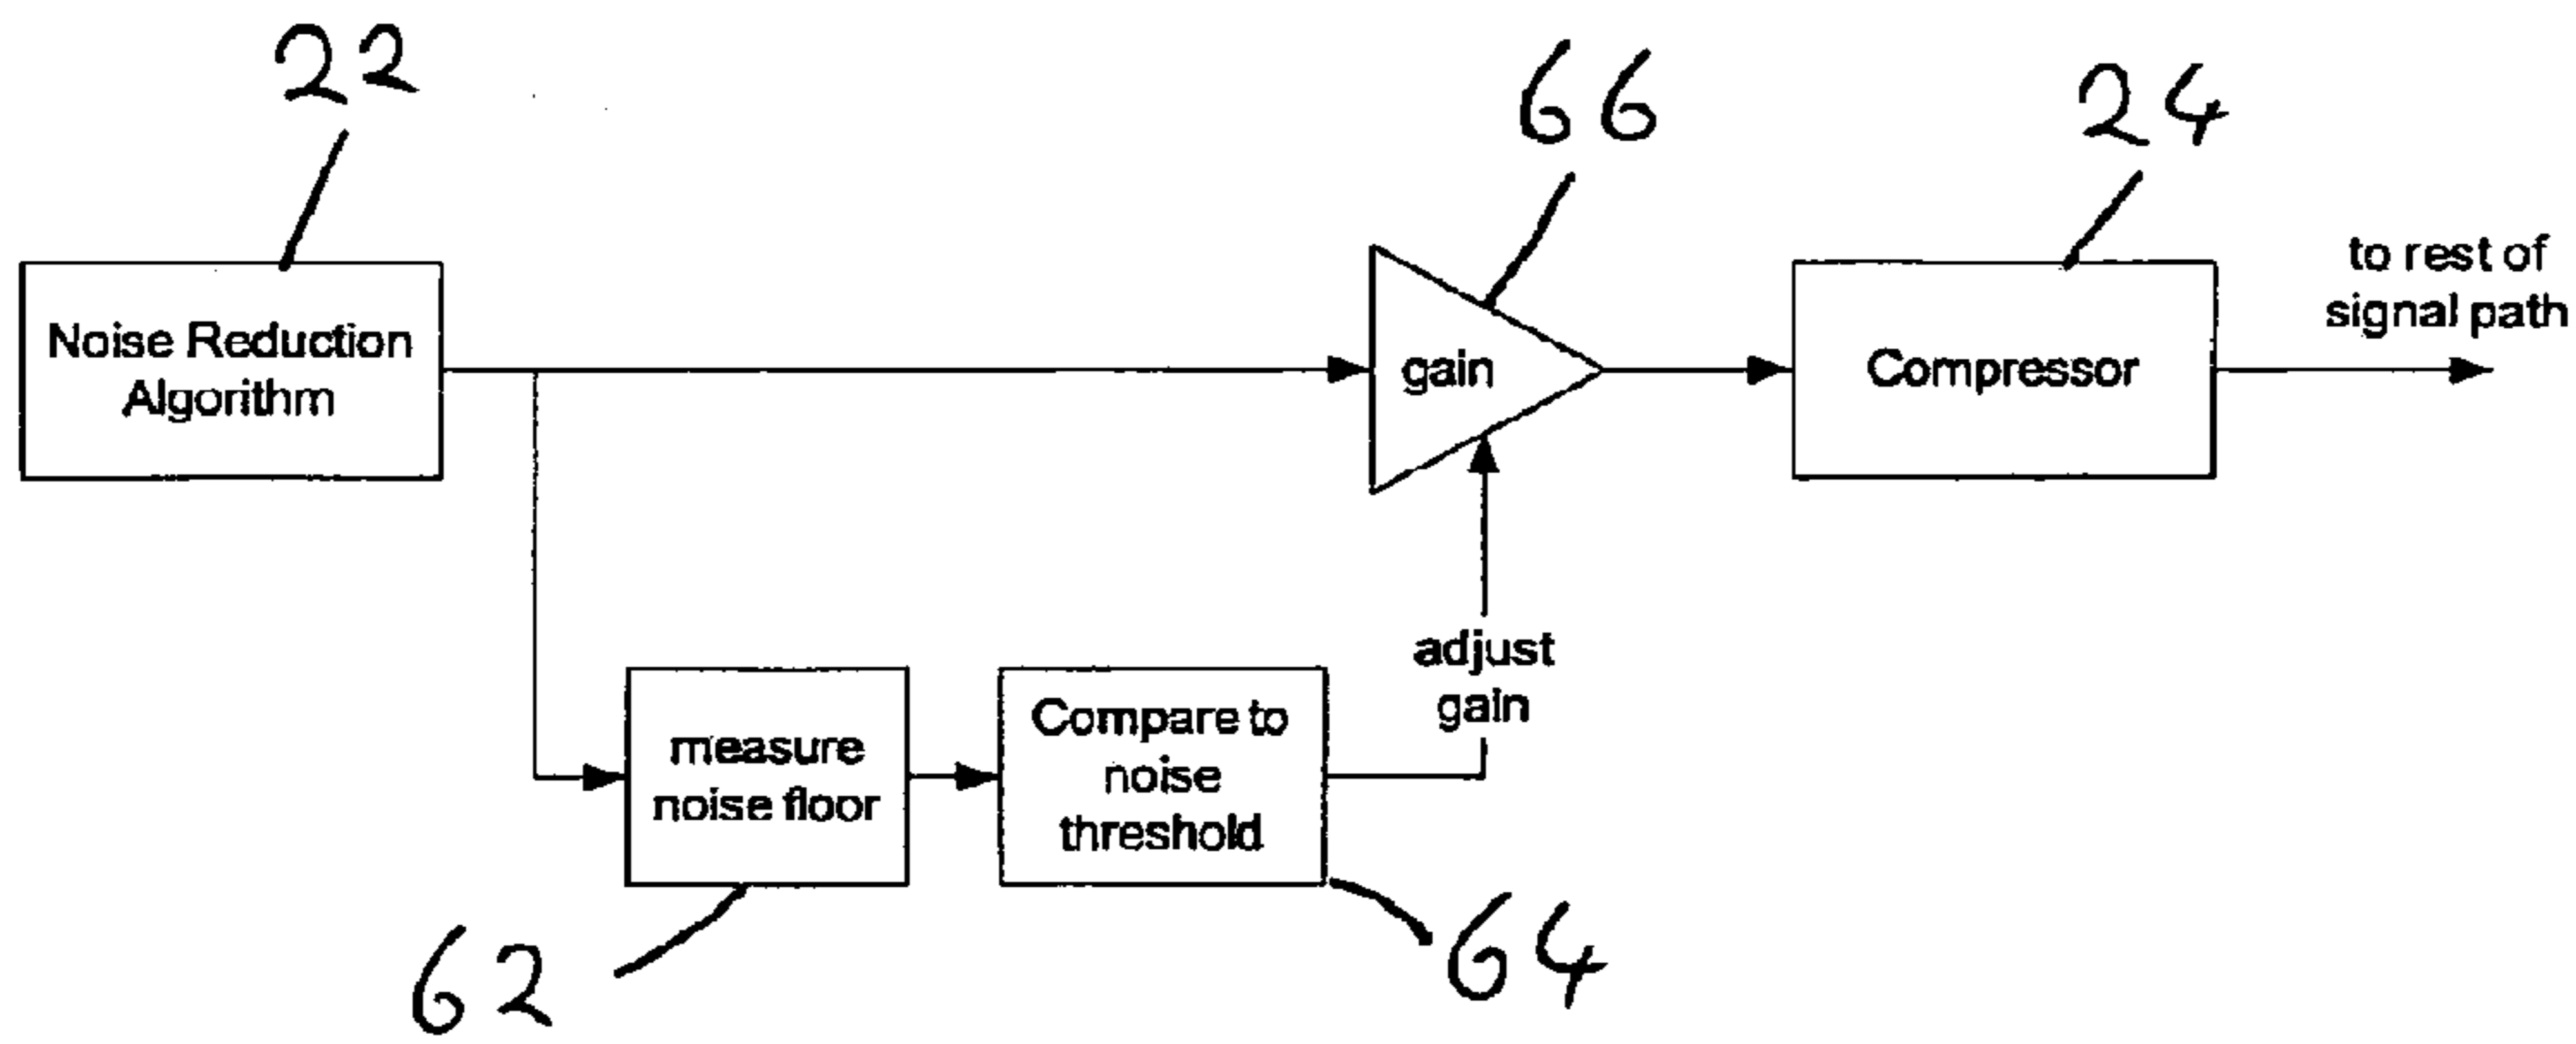 22
66
24
Noise Reduction
Algorithm
gain
Compressor
to rest of
signal path
adjust
gain
measure
noise floor
Compare to
noise
threshold
62
64